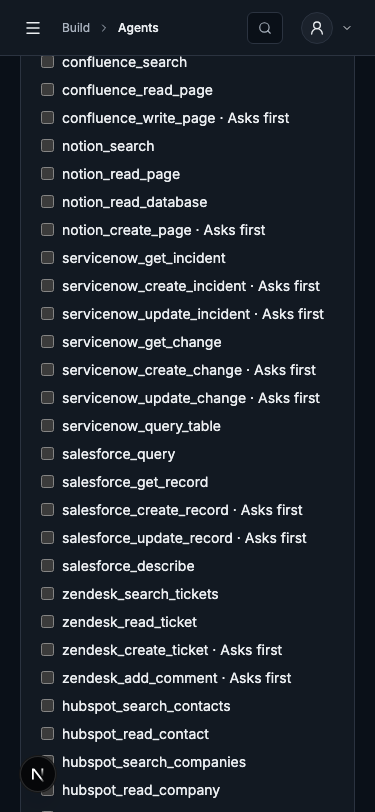 Build > Agents
confluence_search
confluence_read_page
confluence_write_page · Asks first
notion_search
notion_read_page
notion_read_database
notion_create_page · Asks first
servicenow_get_incident
servicenow_create_incident · Asks first
servicenow_update_incident · Asks first
servicenow_get_change
servicenow_create_change · Asks first
servicenow_update_change · Asks first
servicenow_query_table
salesforce_query
salesforce_get_record
salesforce_create_record · Asks first
salesforce_update_record · Asks first
salesforce_describe
zendesk_search_tickets
zendesk_read_ticket
zendesk_create_ticket · Asks first
zendesk_add_comment · Asks first
hubspot_search_contacts
hubspot_read_contact
hubspot_search_companies
N
hubspot_read_company